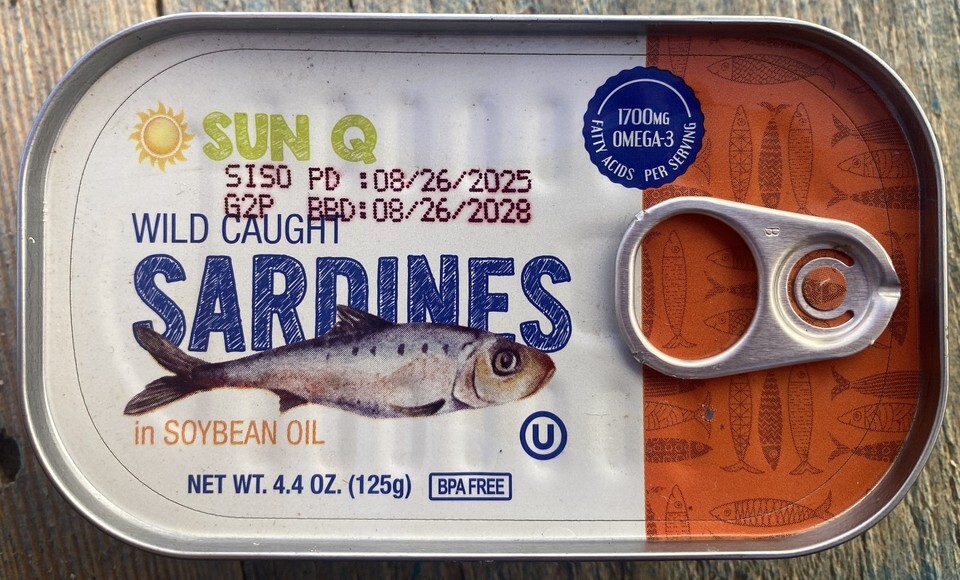 SUN Q
SISO PD :08/26/2025
G2P BBD:08/26/2028
WILD CAUGHT
SARDINES
in SOYBEAN OIL
U
NET WT. 4.4 OZ. (125g) BPA FREE
1700MG
OMEGA-3
FATTY ACIDS PER SERVING
B